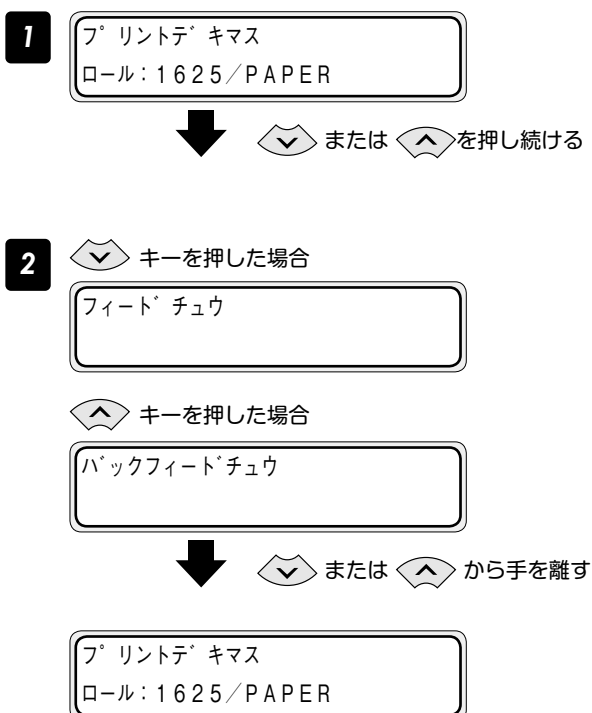 1
プリントデキマス
ロール:1625/PAPER
または を押し続ける
2
キーを押した場合
フィードチュウ
キーを押した場合
バックフィードチュウ
または から手を離す
プリントデキマス
ロール:1625/PAPER